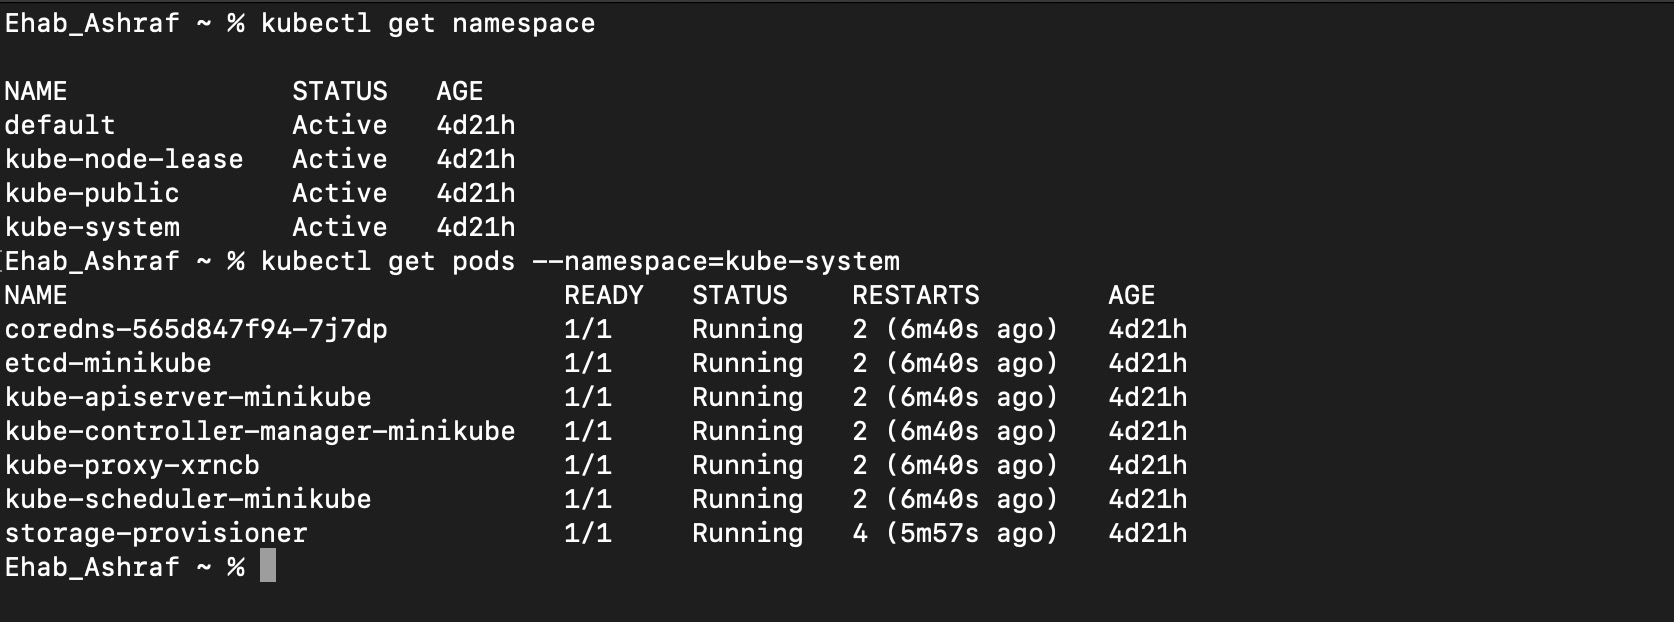 Ehab_Ashraf ~ % kubectl get namespace
NAME STATUS AGE
default Active 4d21h
kube-node-lease Active 4d21h
kube-public Active 4d21h
kube-system Active 4d21h
Ehab_Ashraf ~ % kubectl get pods --namespace=kube-system
NAME READY STATUS RESTARTS AGE
coredns-565d847f94-7j7dp 1/1 Running 2 (6m40s ago) 4d21h
etcd-minikube 1/1 Running 2 (6m40s ago) 4d21h
kube-apiserver-minikube 1/1 Running 2 (6m40s ago) 4d21h
kube-controller-manager-minikube 1/1 Running 2 (6m40s ago) 4d21h
kube-proxy-xrncb 1/1 Running 2 (6m40s ago) 4d21h
kube-scheduler-minikube 1/1 Running 2 (6m40s ago) 4d21h
storage-provisioner 1/1 Running 4 (5m57s ago) 4d21h
Ehab_Ashraf ~ %